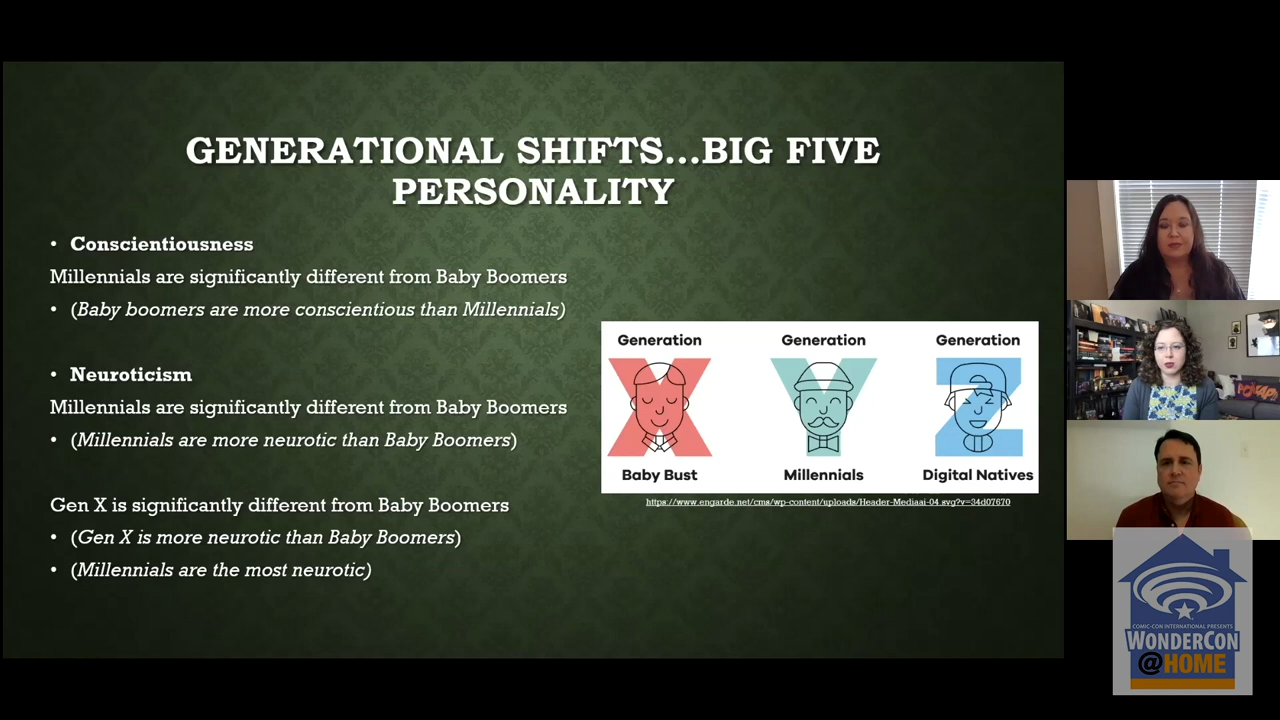 GENERATIONAL SHIFTS...BIG FIVE
PERSONALITY
• Conscientiousness
Millennials are significantly different from Baby Boomers
• (Baby boomers are more conscientious than Millennials)
• Neuroticism
Millennials are significantly different from Baby Boomers
• (Millennials are more neurotic than Baby Boomers)
Gen X is significantly different from Baby Boomers
• (Gen X is more neurotic than Baby Boomers)
• (Millennials are the most neurotic)
Generation Generation Generation
X Y Z
Baby Bust Millennials Digital Natives
https://www.engarde.net/cms/wp-content/uploads/Header-Mediaai-04.svg?v=34d07670
COMIC-CON INTERNATIONAL PRESENTS
WONDERCON
@HOME